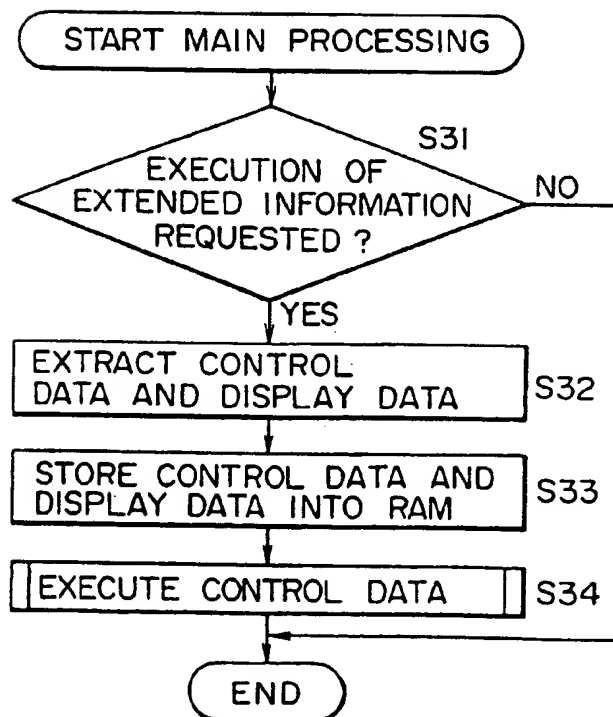 START MAIN PROCESSING
S31
EXECUTION OF
EXTENDED INFORMATION
REQUESTED ?
NO
YES
EXTRACT CONTROL
DATA AND DISPLAY DATA
S32
STORE CONTROL DATA AND
DISPLAY DATA INTO RAM
S33
EXECUTE CONTROL DATA
S34
END